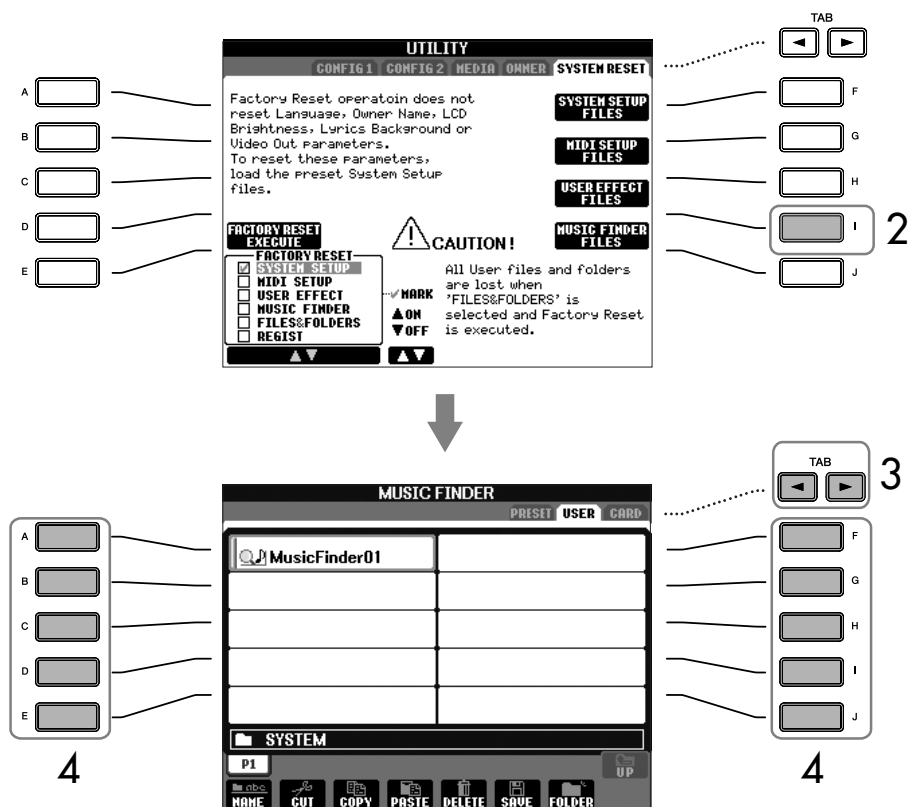 TAB
UTILITY
CONFIG 1 CONFIG 2 MEDIA OWNER SYSTEM RESET
A
B
C
D
E
F
G
H
I
J
2
Factory Reset operatoin does not
reset Language, Owner Name, LCD
Brightness, Lyrics Background or
Video Out parameters.
To reset these parameters,
load the preset System Setup
files.
SYSTEM SETUP
FILES
MIDI SETUP
FILES
USER EFFECT
FILES
MUSIC FINDER
FILES
FACTORY RESET
EXECUTE
FACTORY RESET
SYSTEM SETUP
MIDI SETUP
USER EFFECT
MUSIC FINDER
FILES&FOLDERS
REGIST
MARK
ON
OFF
CAUTION!
All User files and folders
are lost when
'FILES&FOLDERS' is
selected and Factory Reset
is executed.
TAB
3
MUSIC FINDER
PRESET USER CARD
A
B
C
D
E
F
G
H
I
J
MusicFinder01
SYSTEM
P1
UP
abc
NAME CUT COPY PASTE DELETE SAVE FOLDER
4
4